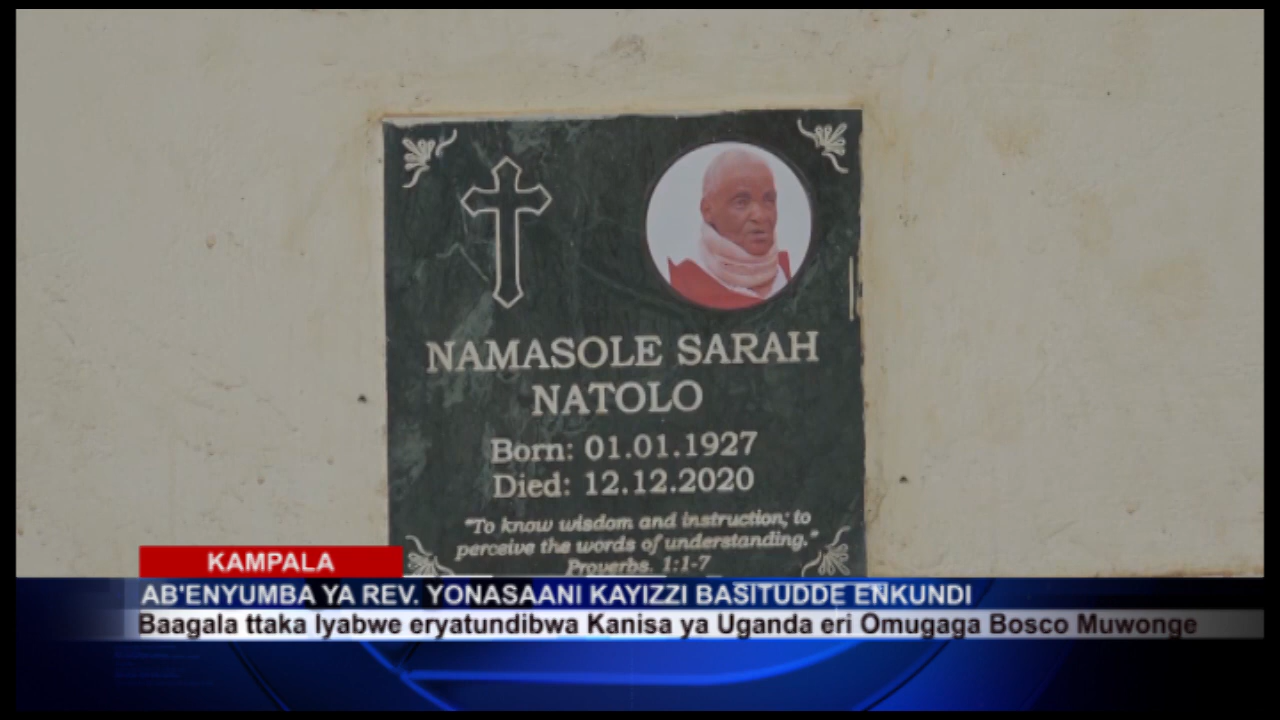 NAMASOLE SARAH
NATOLO
Born: 01.01.1927
Died: 12.12.2020
"To know wisdom and instruction; to
perceive the words of understanding."
Proverbs. 1:1-7
KAMPALA
AB'ENYUMBA YA REV. YONASAANI KAYIZZI BASITUDDE ENKUNDI
Baagala ttaka lyabwe eryatundibwa Kanisa ya Uganda eri Omugaga Bosco Muwonge